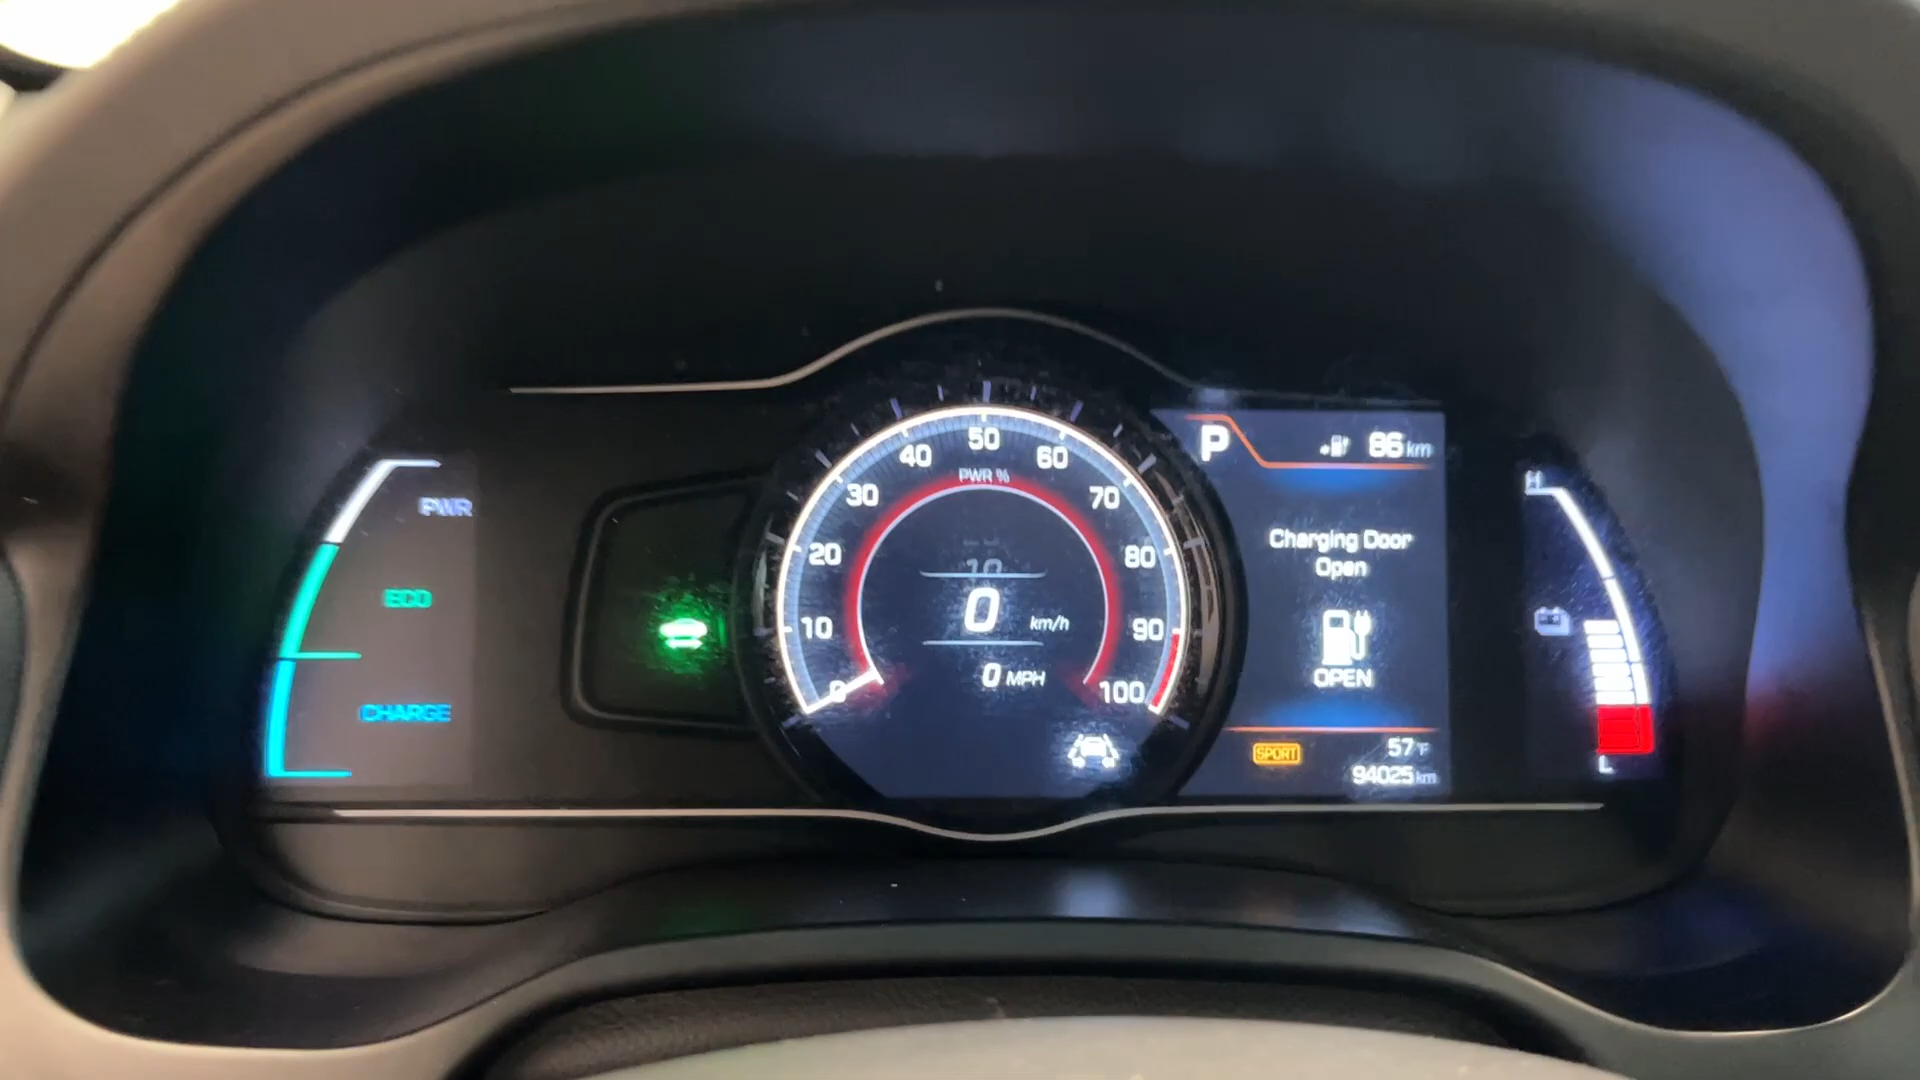 PWR
ECO
CHARGE
0
10
20
30
40
50
60
70
80
90
100
PWR %
10
0 km/h
0 MPH
P
86 km
Charging Door
Open
OPEN
SPORT
57 °F
94025 km
H
L